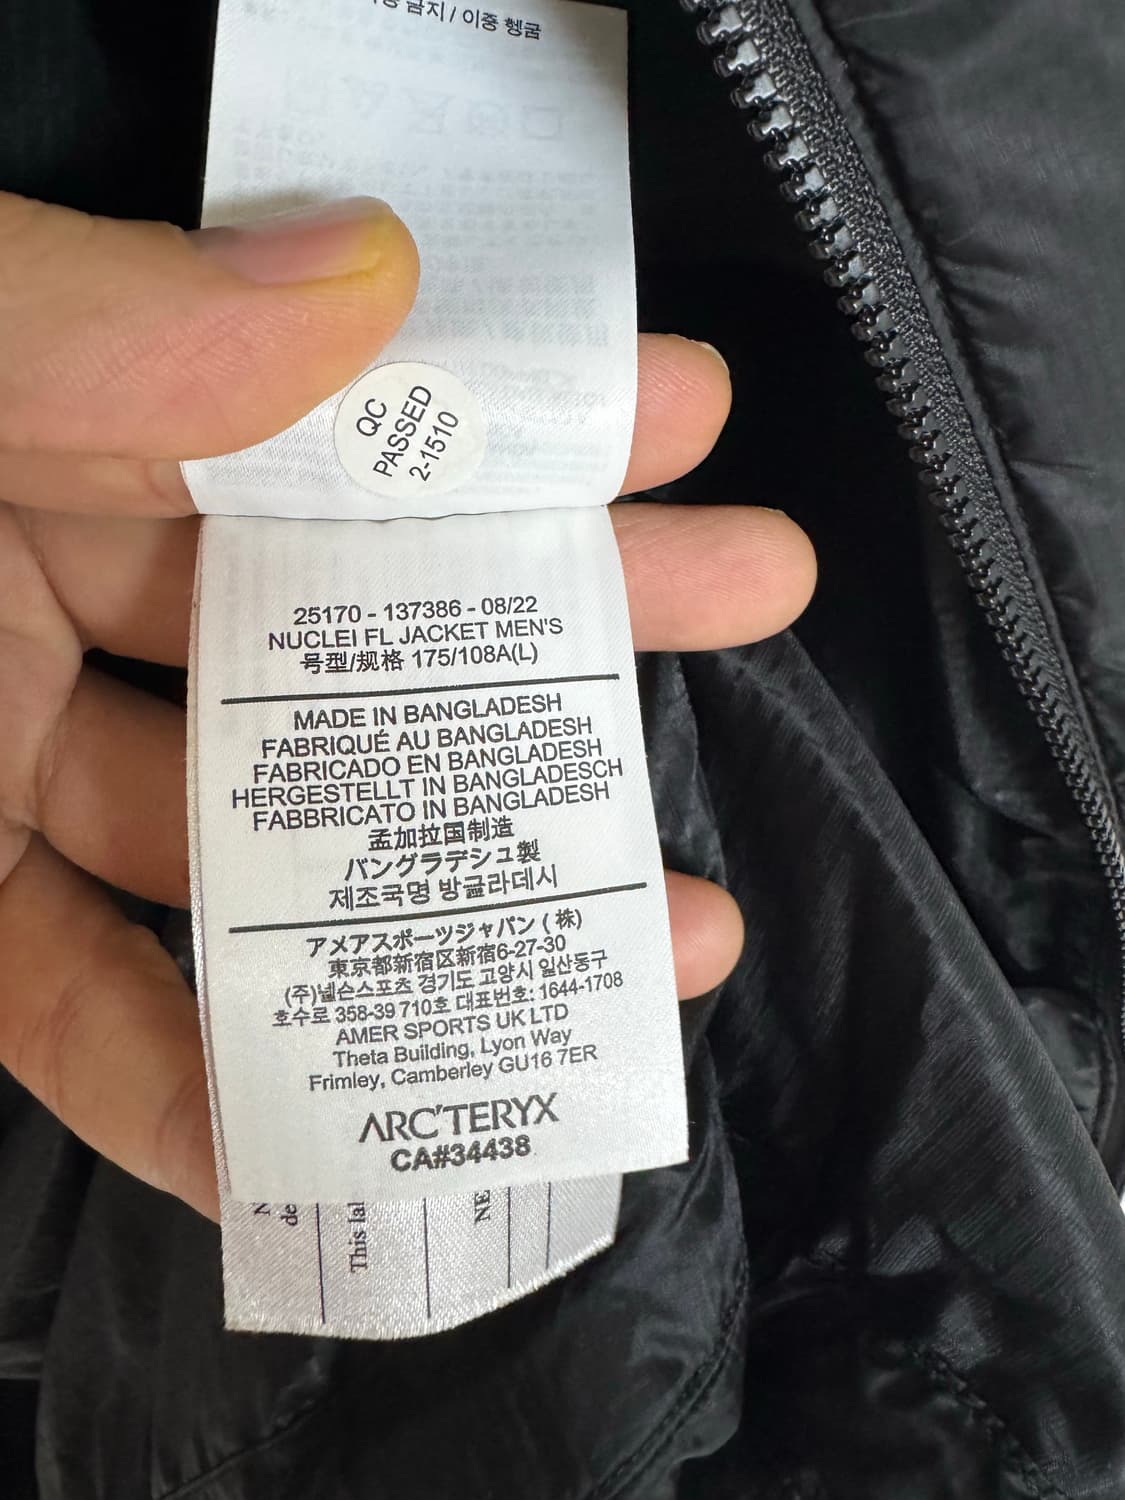 금지 / 이중 헹굼
QC
PASSED
2-1510
25170 - 137386 - 08/22
NUCLEI FL JACKET MEN'S
号型/规格 175/108A(L)
MADE IN BANGLADESH
FABRIQUÉ AU BANGLADESH
FABRICADO EN BANGLADESH
HERGESTELLT IN BANGLADESCH
FABBRICATO IN BANGLADESH
孟加拉国制造
バングラデシュ製
제조국명 방글라데시
アメアスポーツジャパン ( 株)
東京都新宿区新宿6-27-30
(주)넬슨스포츠 경기도 고양시 일산동구
호수로 358-39 710호 대표번호: 1644-1708
AMER SPORTS UK LTD
Theta Building, Lyon Way
Frimley, Camberley GU16 7ER
ARC'TERYX
CA#34438
de
This